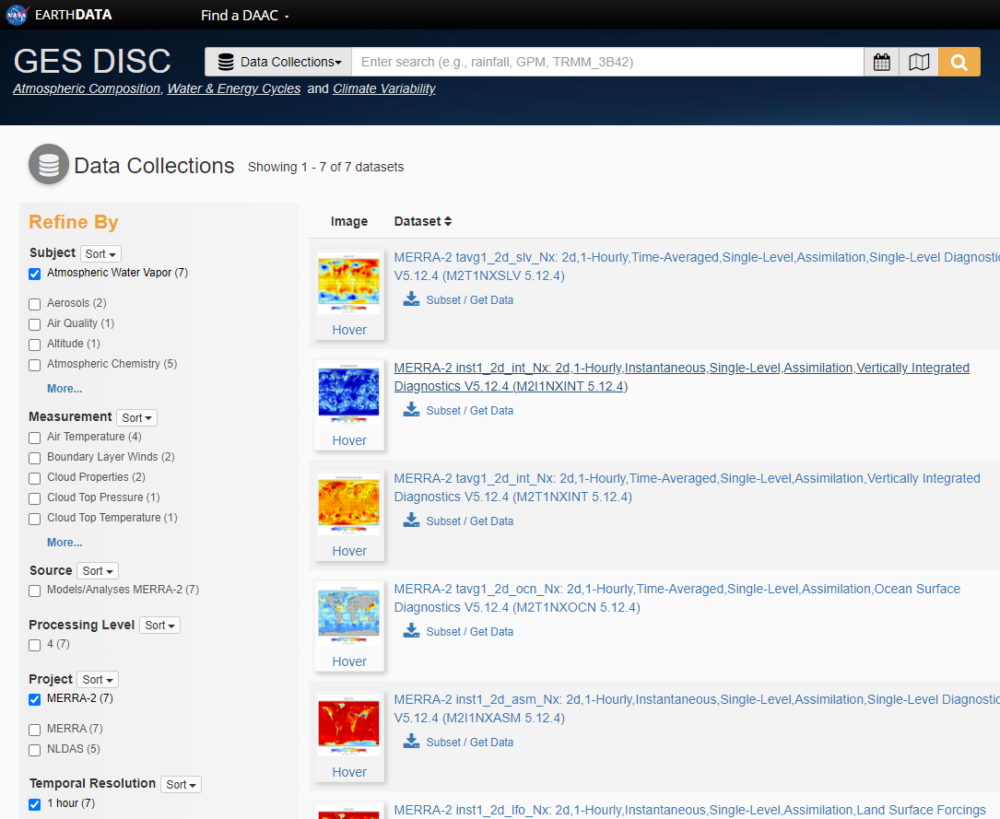 NASA EARTHDATA Find a DAAC
GES DISC Data Collections Enter search (e.g., rainfall, GPM, TRMM_3B42)
Atmospheric Composition, Water & Energy Cycles and Climate Variability
Data Collections Showing 1 - 7 of 7 datasets
Refine By
Subject Sort
Atmospheric Water Vapor (7)
Aerosols (2)
Air Quality (1)
Altitude (1)
Atmospheric Chemistry (5)
More...
Measurement Sort
Air Temperature (4)
Boundary Layer Winds (2)
Cloud Properties (2)
Cloud Top Pressure (1)
Cloud Top Temperature (1)
More...
Source Sort
Models/Analyses MERRA-2 (7)
Processing Level Sort
4 (7)
Project Sort
MERRA-2 (7)
MERRA (7)
NLDAS (5)
Temporal Resolution Sort
1 hour (7)
Image Dataset
MERRA-2 tavg1_2d_slv_Nx: 2d,1-Hourly,Time-Averaged,Single-Level,Assimilation,Single-Level Diagnostic
V5.12.4 (M2T1NXSLV 5.12.4)
Subset / Get Data
Hover
MERRA-2 inst1_2d_int_Nx: 2d,1-Hourly,Instantaneous,Single-Level,Assimilation,Vertically Integrated
Diagnostics V5.12.4 (M2I1NXINT 5.12.4)
Subset / Get Data
Hover
MERRA-2 tavg1_2d_int_Nx: 2d,1-Hourly,Time-Averaged,Single-Level,Assimilation,Vertically Integrated
Diagnostics V5.12.4 (M2T1NXINT 5.12.4)
Subset / Get Data
Hover
MERRA-2 tavg1_2d_ocn_Nx: 2d,1-Hourly,Time-Averaged,Single-Level,Assimilation,Ocean Surface
Diagnostics V5.12.4 (M2T1NXOCN 5.12.4)
Subset / Get Data
Hover
MERRA-2 inst1_2d_asm_Nx: 2d,1-Hourly,Instantaneous,Single-Level,Assimilation,Single-Level Diagnostic
V5.12.4 (M2I1NXASM 5.12.4)
Subset / Get Data
Hover
MERRA-2 inst1_2d_lfo_Nx: 2d,1-Hourly,Instantaneous,Single-Level,Assimilation,Land Surface Forcings